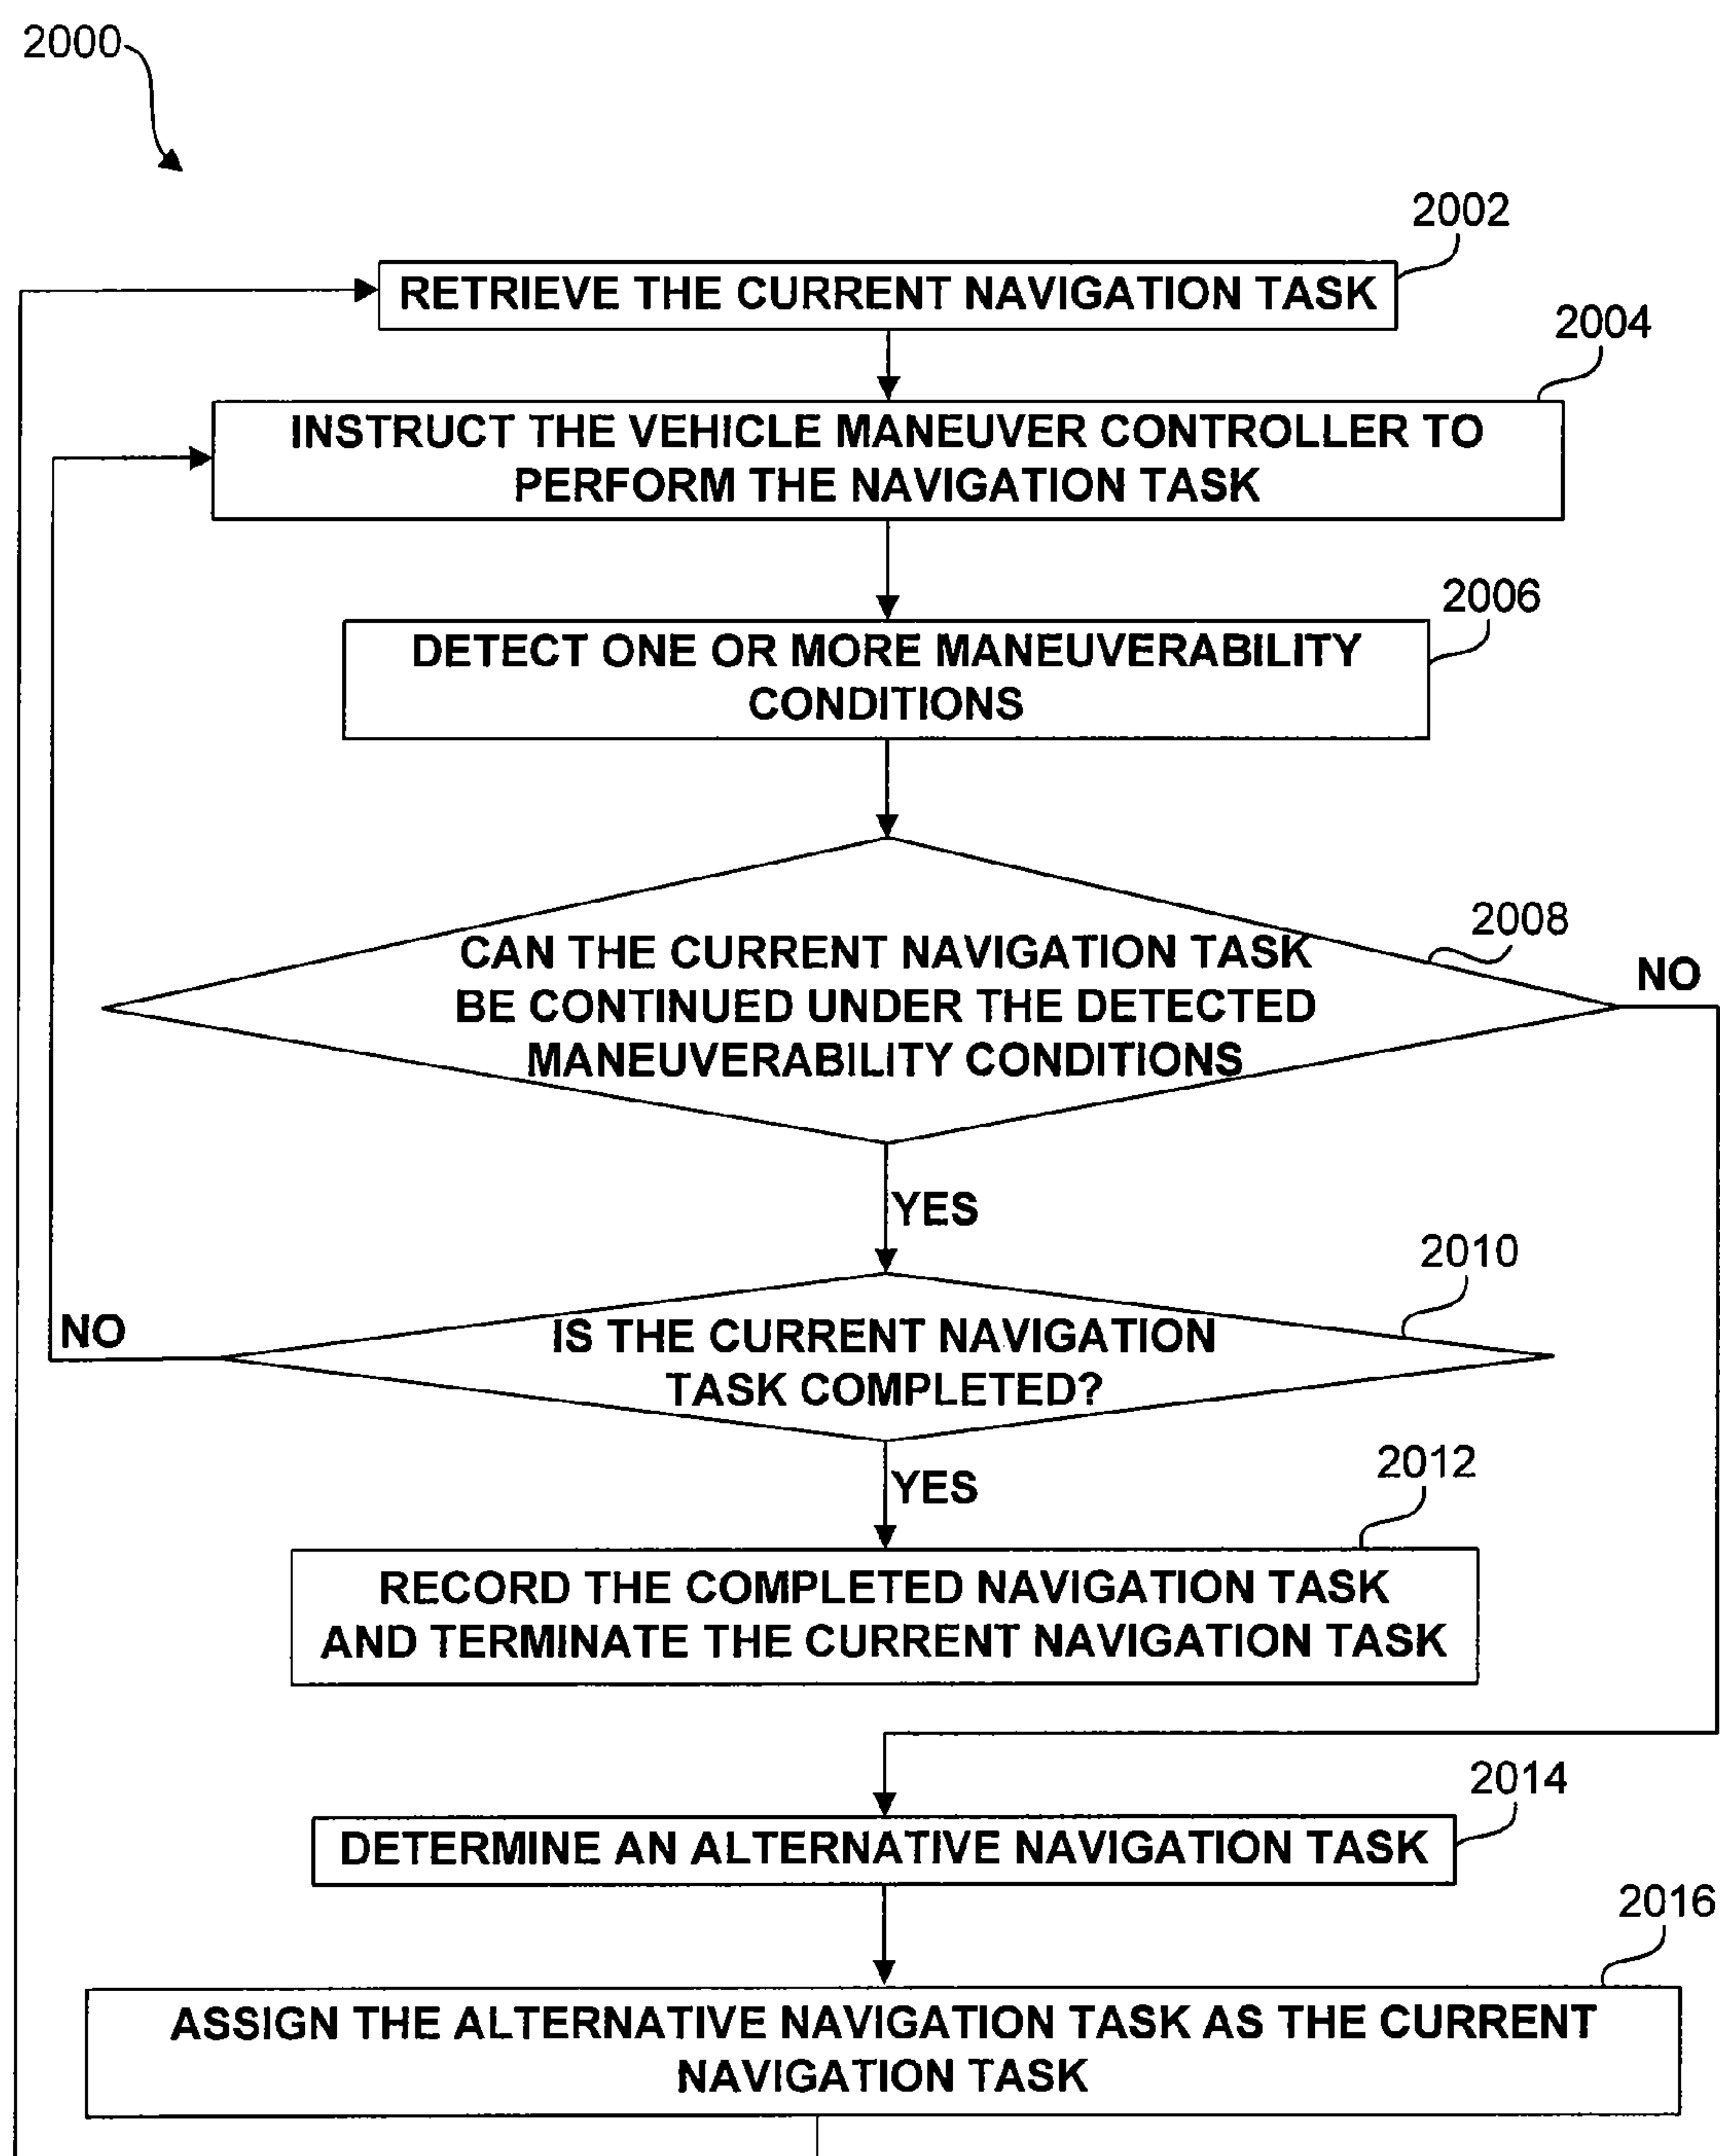 2000
2002
RETRIEVE THE CURRENT NAVIGATION TASK
2004
INSTRUCT THE VEHICLE MANEUVER CONTROLLER TO
PERFORM THE NAVIGATION TASK
2006
DETECT ONE OR MORE MANEUVERABILITY
CONDITIONS
2008
CAN THE CURRENT NAVIGATION TASK
BE CONTINUED UNDER THE DETECTED
MANEUVERABILITY CONDITIONS
NO
YES
2010
NO
IS THE CURRENT NAVIGATION
TASK COMPLETED?
YES
2012
RECORD THE COMPLETED NAVIGATION TASK
AND TERMINATE THE CURRENT NAVIGATION TASK
2014
DETERMINE AN ALTERNATIVE NAVIGATION TASK
2016
ASSIGN THE ALTERNATIVE NAVIGATION TASK AS THE CURRENT
NAVIGATION TASK